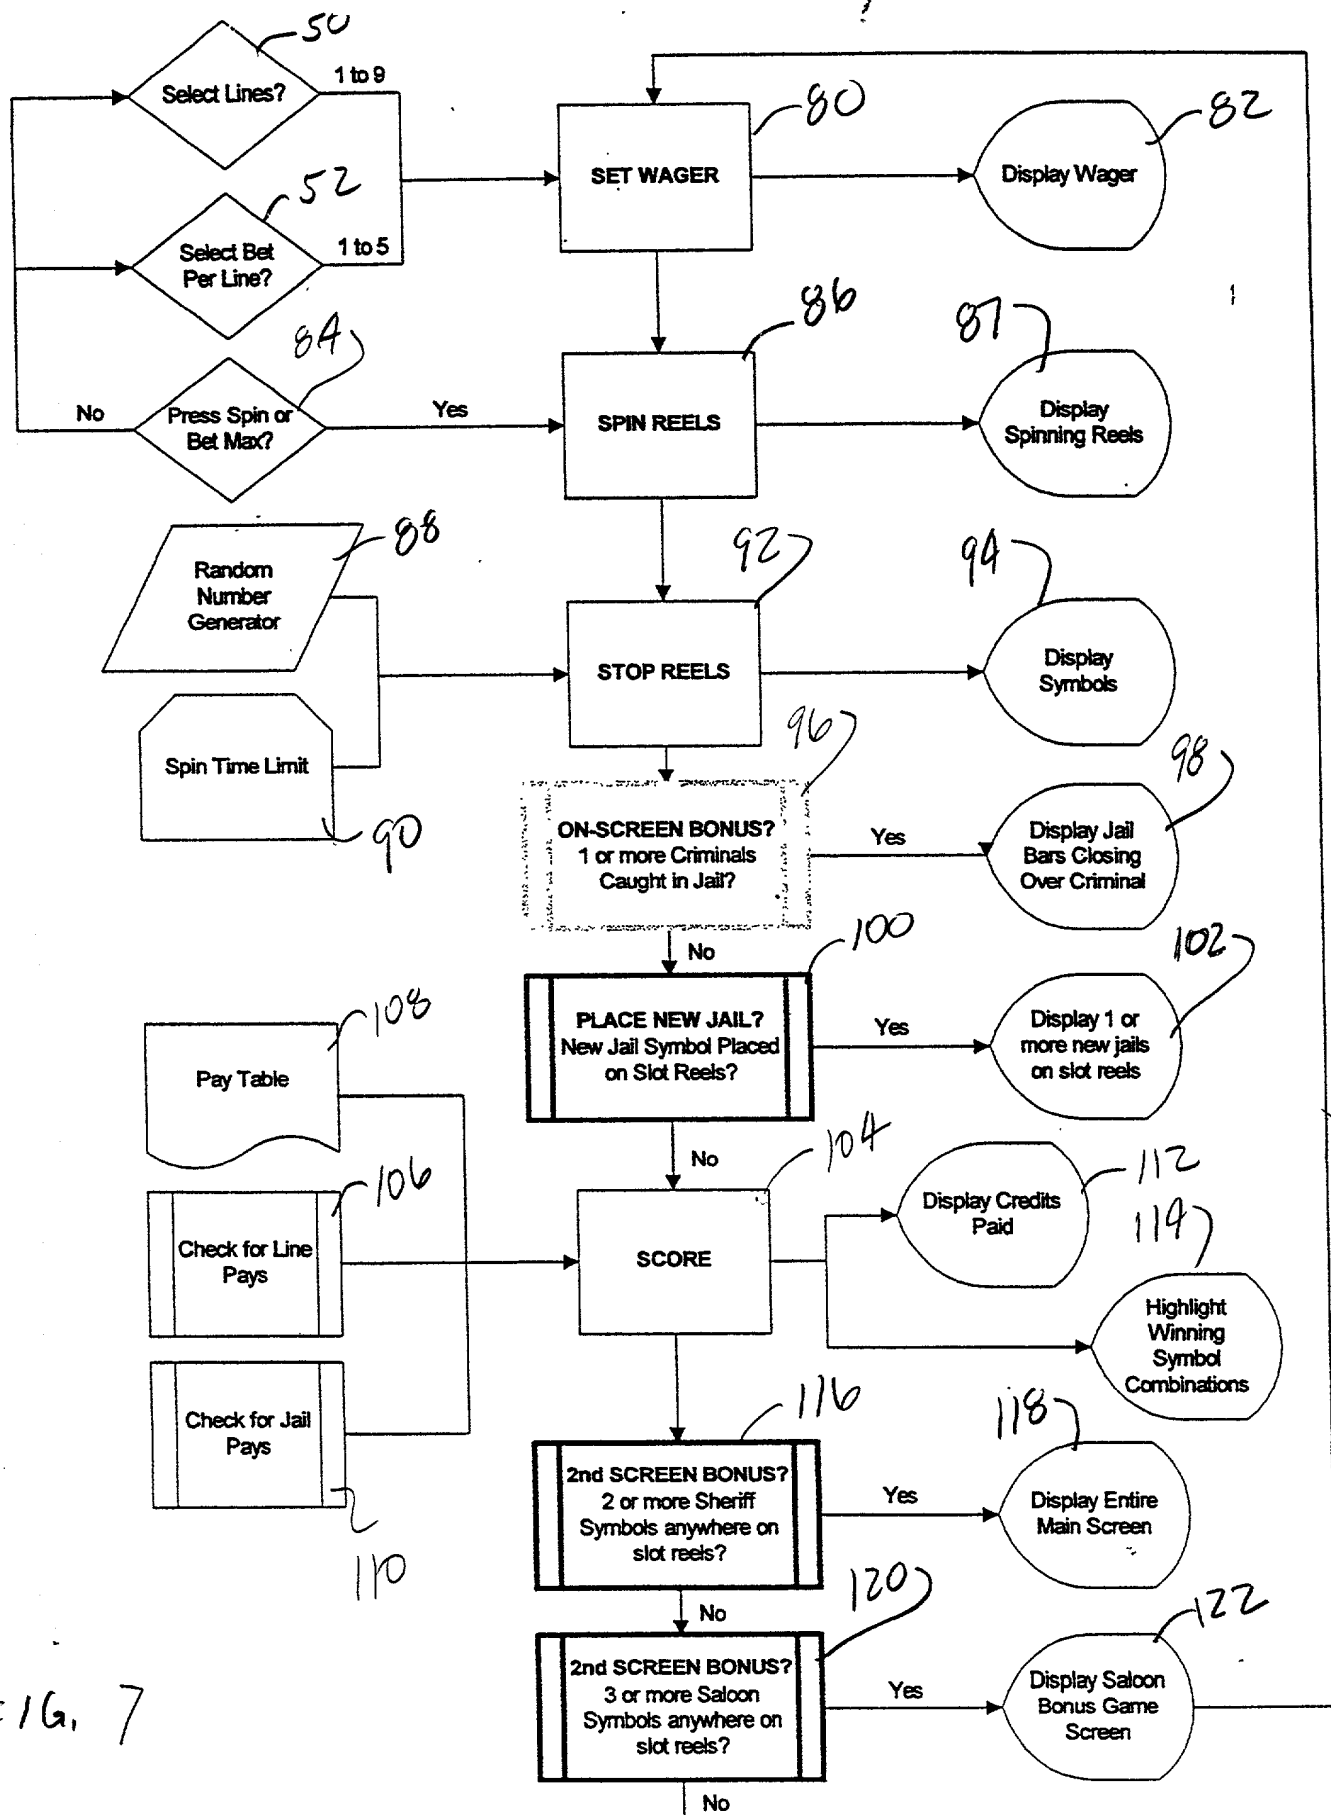 50
Select Lines?
1 to 9
80
SET WAGER
82
Display Wager
52
Select Bet
Per Line?
1 to 5
84
Press Spin or
Bet Max?
No
Yes
86
SPIN REELS
87
Display
Spinning Reels
88
Random
Number
Generator
92
STOP REELS
94
Display
Symbols
Spin Time Limit
90
96
ON-SCREEN BONUS?
1 or more Criminals
Caught in Jail?
Yes
98
Display Jail
Bars Closing
Over Criminal
No
100
PLACE NEW JAIL?
New Jail Symbol Placed
on Slot Reels?
Yes
102
Display 1 or
more new jails
on slot reels
No
108
Pay Table
106
Check for Line
Pays
104
SCORE
112
Display Credits
Paid
114
Highlight
Winning
Symbol
Combinations
Check for Jail
Pays
110
116
2nd SCREEN BONUS?
2 or more Sheriff
Symbols anywhere on
slot reels?
Yes
118
Display Entire
Main Screen
No
120
2nd SCREEN BONUS?
3 or more Saloon
Symbols anywhere on
slot reels?
Yes
122
Display Saloon
Bonus Game
Screen
No
FIG. 7